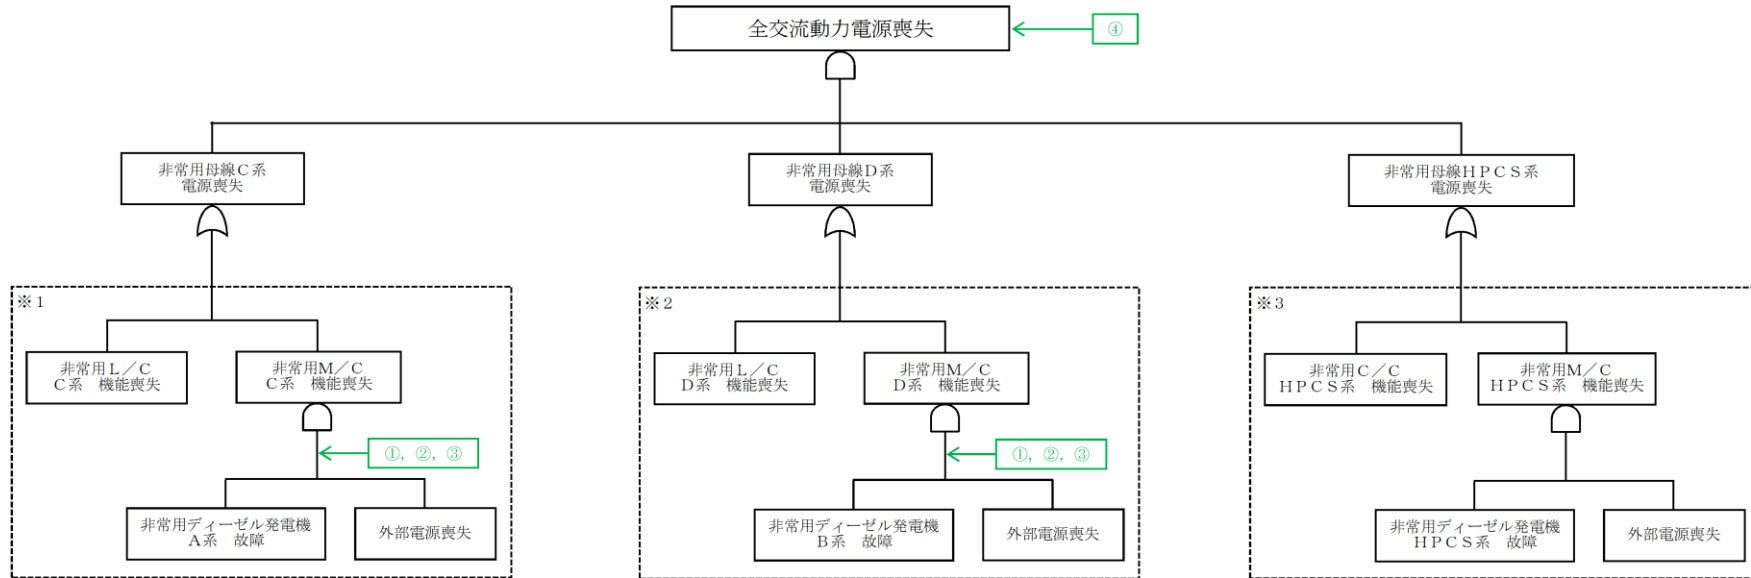 全交流動力電源喪失
④
非常用母線C系
電源喪失
非常用母線D系
電源喪失
非常用母線HPCS系
電源喪失
※1
非常用L/C
C系 機能喪失
非常用M/C
C系 機能喪失
①, ②, ③
非常用ディーゼル発電機
A系 故障
外部電源喪失
※2
非常用L/C
D系 機能喪失
非常用M/C
D系 機能喪失
①, ②, ③
非常用ディーゼル発電機
B系 故障
外部電源喪失
※3
非常用C/C
HPCS系 機能喪失
非常用M/C
HPCS系 機能喪失
非常用ディーゼル発電機
HPCS系 故障
外部電源喪失